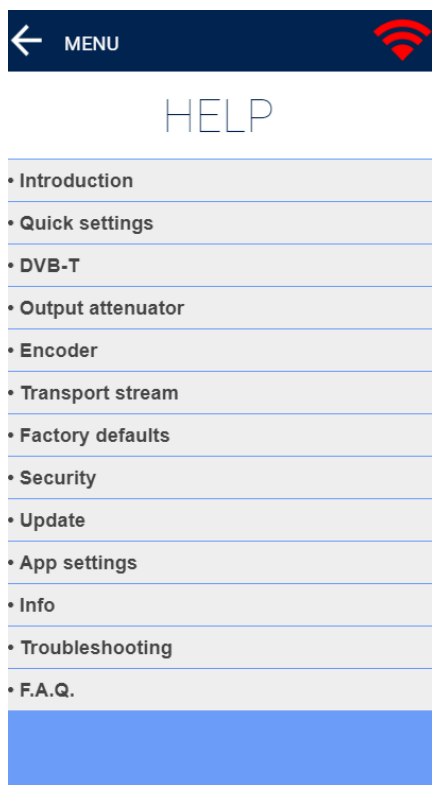 MENU
HELP
• Introduction
• Quick settings
• DVB-T
• Output attenuator
• Encoder
• Transport stream
• Factory defaults
• Security
• Update
• App settings
• Info
• Troubleshooting
• F.A.Q.